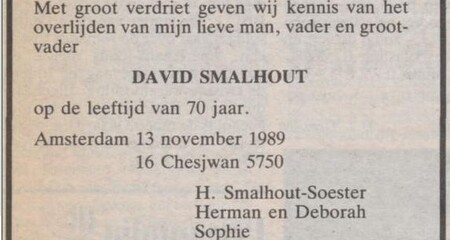 Met groot verdriet geven wij kennis van het
overlijden van mijn lieve man, vader en groot-
vader
DAVID SMALHOUT
op de leeftijd van 70 jaar.
Amsterdam 13 november 1989
16 Chesjwan 5750
H. Smalhout-Soester
Herman en Deborah
Sophie